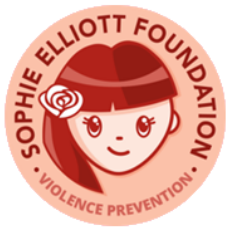 • SOPHIE ELLIOTT FOUNDATION •
VIOLENCE PREVENTION